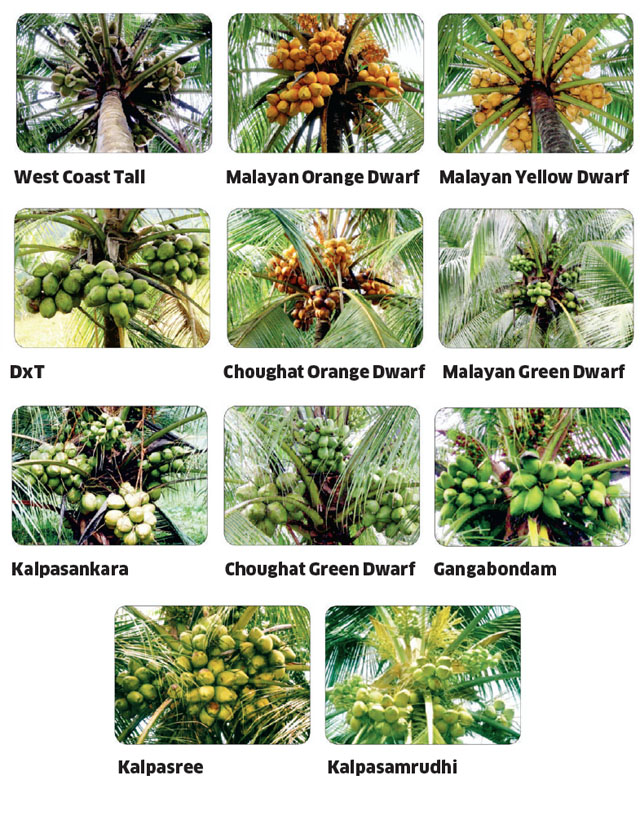 West Coast Tall
Malayan Orange Dwarf
Malayan Yellow Dwarf
DxT
Choughat Orange Dwarf
Malayan Green Dwarf
Kalpasankara
Choughat Green Dwarf
Gangabondam
Kalpasree
Kalpasamrudhi